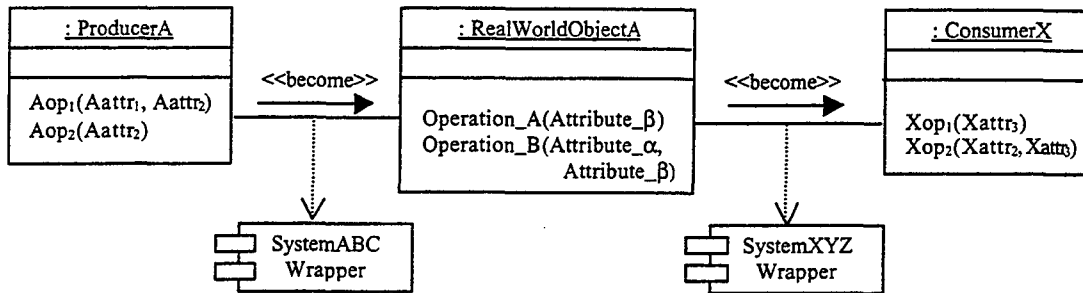 : ProducerA
Aop₁(Aattr₁, Aattr₂)
Aop₂(Aattr₂)
<<become>>
: RealWorldObjectA
Operation_A(Attribute_β)
Operation_B(Attribute_α,
Attribute_β)
<<become>>
: ConsumerX
Xop₁(Xattr₃)
Xop₂(Xattr₂, Xattr₃)
SystemABC
Wrapper
SystemXYZ
Wrapper